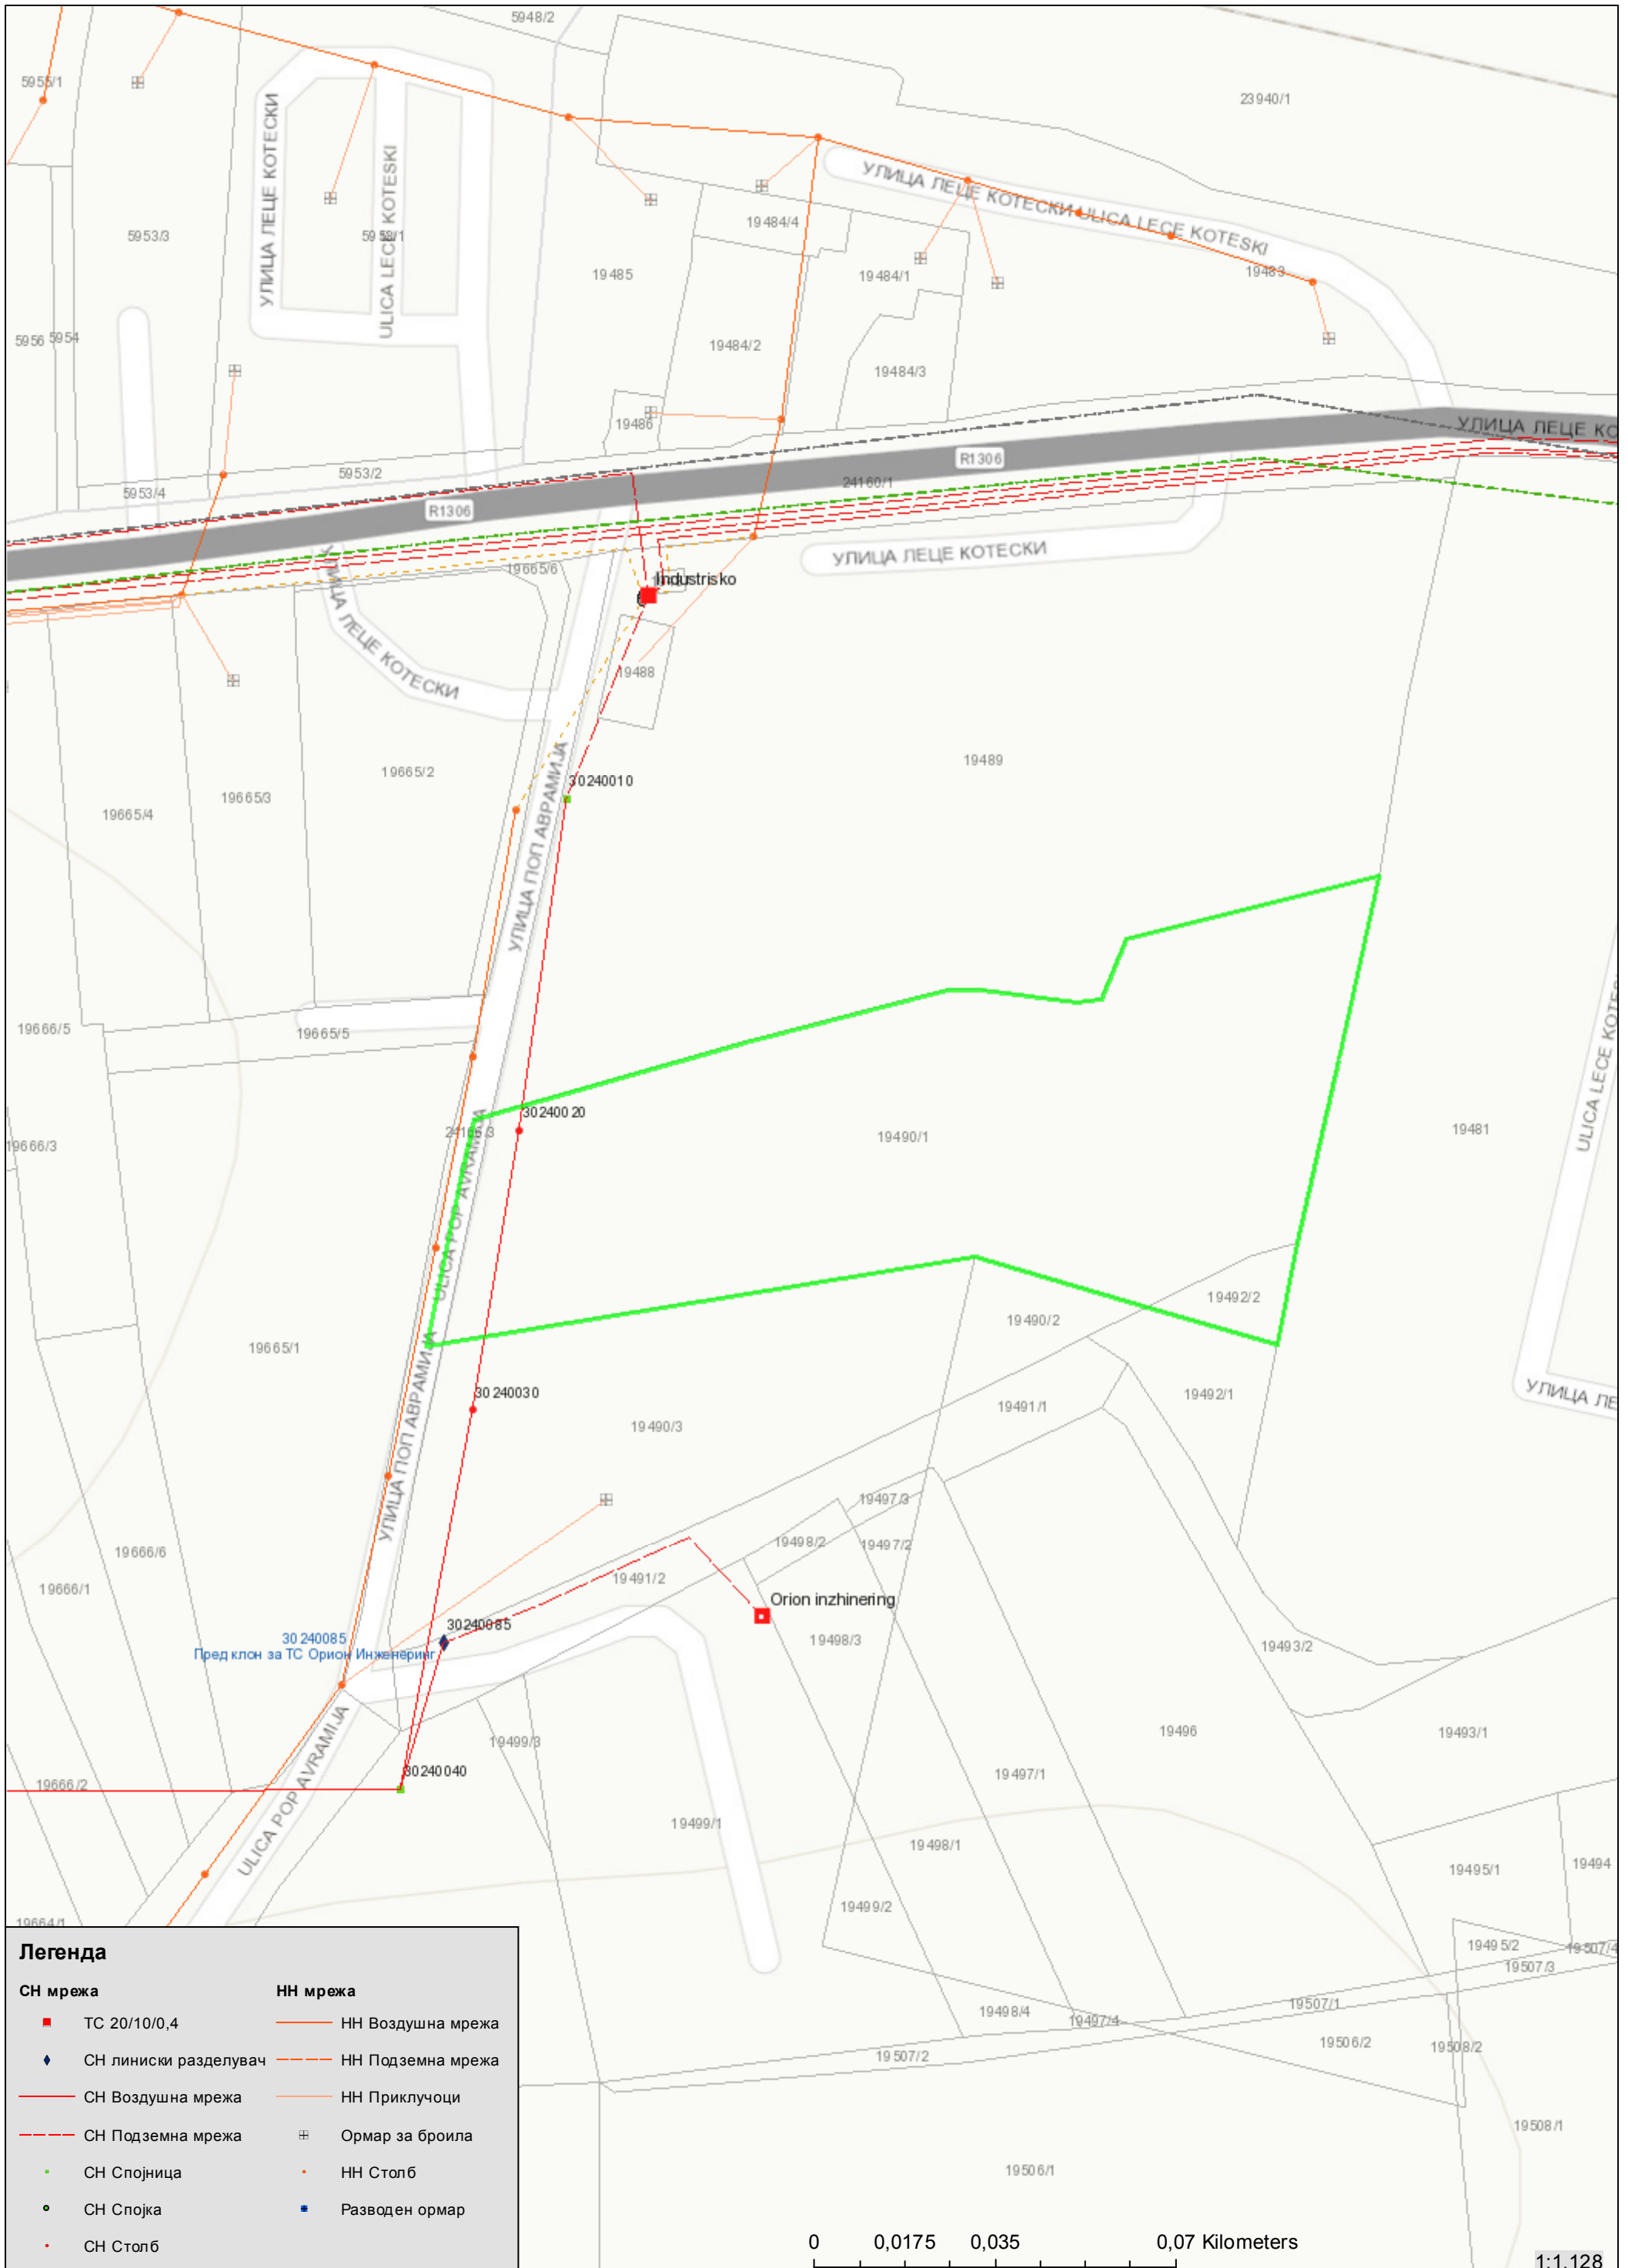 5948/2
5955/1
23940/1
УЛИЦА ЛЕЦЕ КОТЕСКИ
ULICA LECE KOTESKI
УЛИЦА ЛЕЦЕ КОТЕСКИ ULICA LECE KOTESKI
5953/3
19484/4
19485
19484/1
19483
5956
5954
19484/2
19484/3
19486
УЛИЦА ЛЕЦЕ КО
R1306
5953/2
24160/1
5953/4
R1306
УЛИЦА ЛЕЦЕ КОТЕСКИ
19665/6
Industrisko
УЛИЦА ЛЕЦЕ КОТЕСКИ
19488
19489
19665/2
30240010
19665/3
19665/4
УЛИЦА ПОП АВРАМИЈА
19666/5
19665/5
ULICA LECE KOTES
30240020
19490/1
19481
19666/3
ULICA POP AVRAMIJA
19492/2
19490/2
19665/1
УЛИЦА ЛЕ
30240030
19492/1
19491/1
19490/3
УЛИЦА ПОП АВРАМИЈА
19497/3
19498/2
19497/2
19666/6
19491/2
19666/1
Orion inzhinering
30240085
30240085
Пред клон за ТС Орион Инженеринг
19498/3
19493/2
19496
19493/1
19499/3
30240040
19666/2
19497/1
ULICA POP AVRAMIJA
19499/1
19498/1
19495/1
19494
19499/2
19664/1
19495/2
19507/4
19507/3
19507/1
19498/4
19497/4
19506/2
19508/2
19507/2
19508/1
19506/1
Легенда
СН мрежа
НН мрежа
ТС 20/10/0,4
НН Воздушна мрежа
СН линиски разделувач
НН Подземна мрежа
СН Воздушна мрежа
НН Приклучоци
СН Подземна мрежа
Ормар за броила
СН Спојница
НН Столб
СН Спојка
Разводен ормар
СН Столб
0 0,0175 0,035 0,07 Kilometers
1:1,128